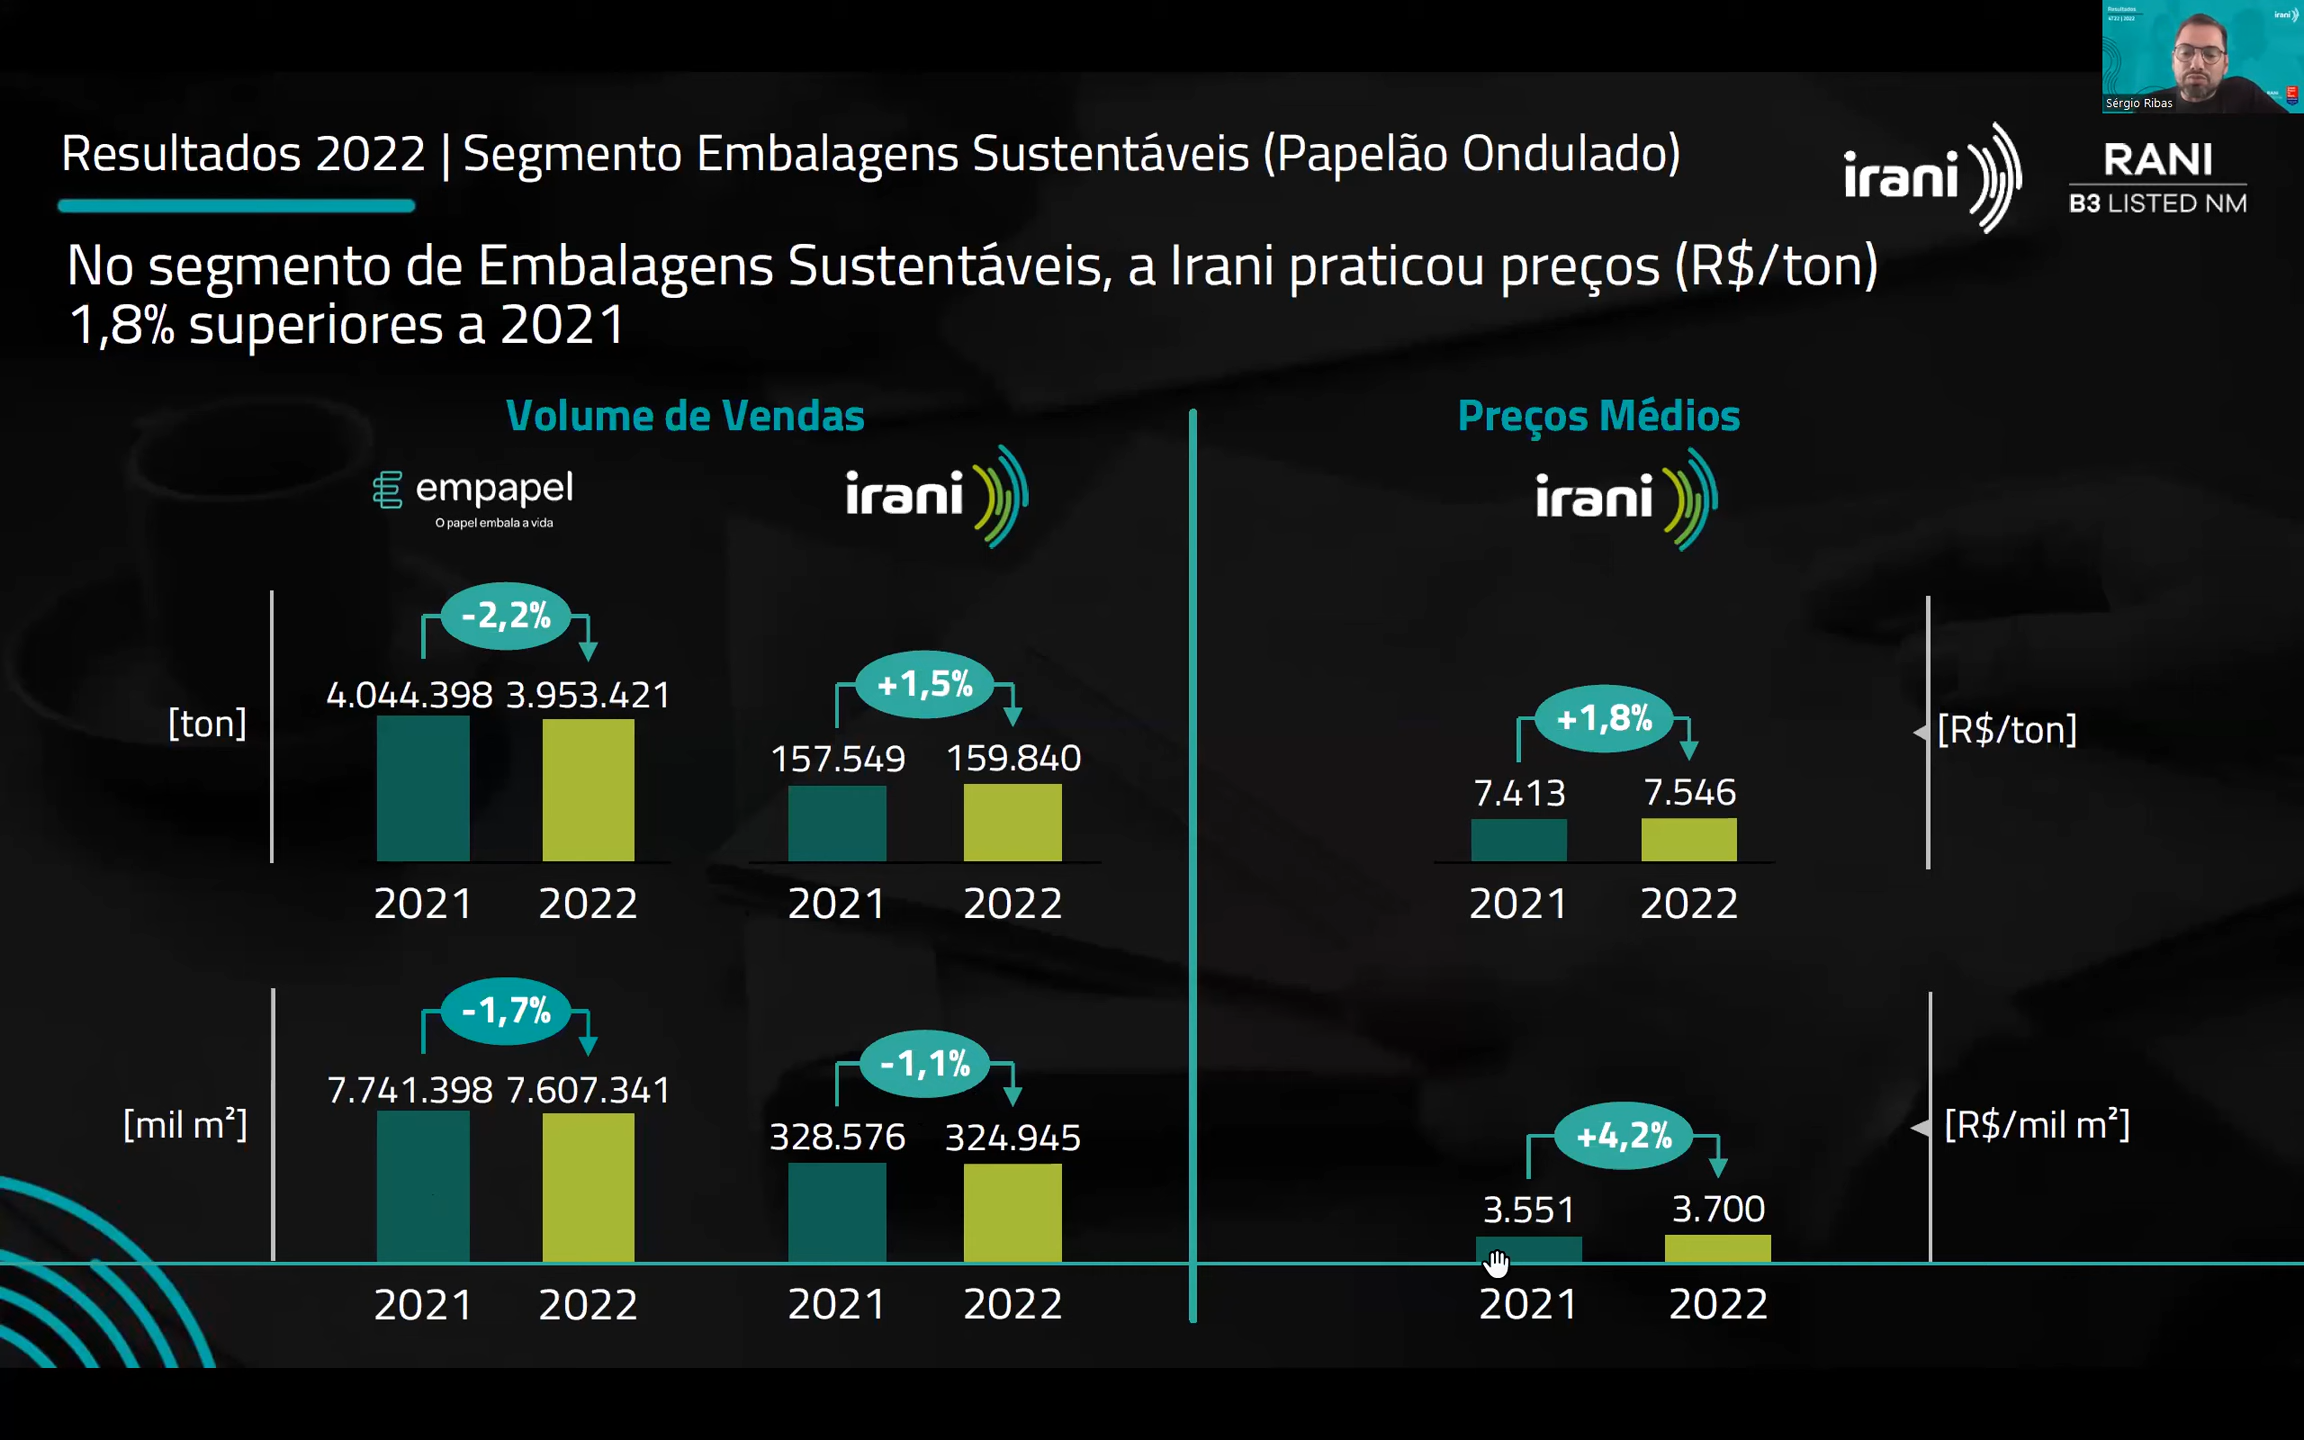 Resultados
4T22 | 2022
irani
Sérgio Ribas
Resultados 2022 | Segmento Embalagens Sustentáveis (Papelão Ondulado)
irani
RANI
B3 LISTED NM
No segmento de Embalagens Sustentáveis, a Irani praticou preços (R$/ton)
1,8% superiores a 2021
Volume de Vendas
Preços Médios
empapel
O papel embala a vida
irani
irani
[ton]
-2,2%
4.044.398 3.953.421
2021 2022
+1,5%
157.549 159.840
2021 2022
+1,8%
7.413 7.546
2021 2022
[R$/ton]
[mil m²]
-1,7%
7.741.398 7.607.341
2021 2022
-1,1%
328.576 324.945
2021 2022
+4,2%
3.551 3.700
2021 2022
[R$/mil m²]